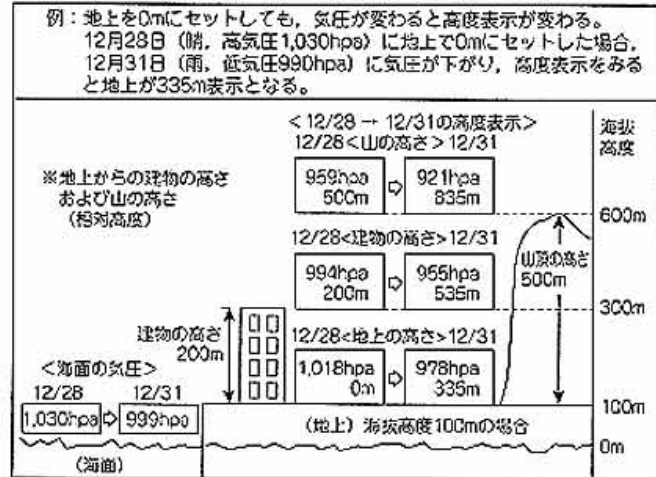 例：地上を0mにセットしても，気圧が変わると高度表示が変わる。
12月28日（晴，高気圧1,030hpa）に地上で0mにセットした場合，
12月31日（雨，低気圧990hpa）に気圧が下がり，高度表示をみる
と地上が335m表示となる。
＜12/28 → 12/31の高度表示＞
12/28＜山の高さ＞12/31
959hpa
500m
⇨
921hpa
835m
※地上からの建物の高さ
および山の高さ
（相対高度）
海抜
高度
600m
山頂の高さ
500m
12/28＜建物の高さ＞12/31
994hpa
200m
⇨
955hpa
535m
300m
建物の高さ
200m
12/28＜地上の高さ＞12/31
1,018hpa
0m
⇨
978hpa
335m
＜海面の気圧＞
12/28 12/31
1,030hpa ⇨ 999hpa
100m
（地上）海抜高度100mの場合
0m
（海面）